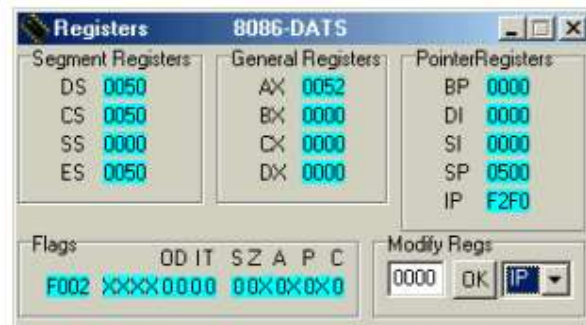 Registers 8086-DATS
Segment Registers General Registers PointerRegisters
DS 0050 AX 0052 BP 0000
CS 0050 BX 0000 DI 0000
SS 0000 CX 0000 SI 0000
ES 0050 DX 0000 SP 0500
IP F2F0
Flags Modify Regs
OD IT SZ A P C
F002 XXXX0000 00X0X0X0 0000 OK IP